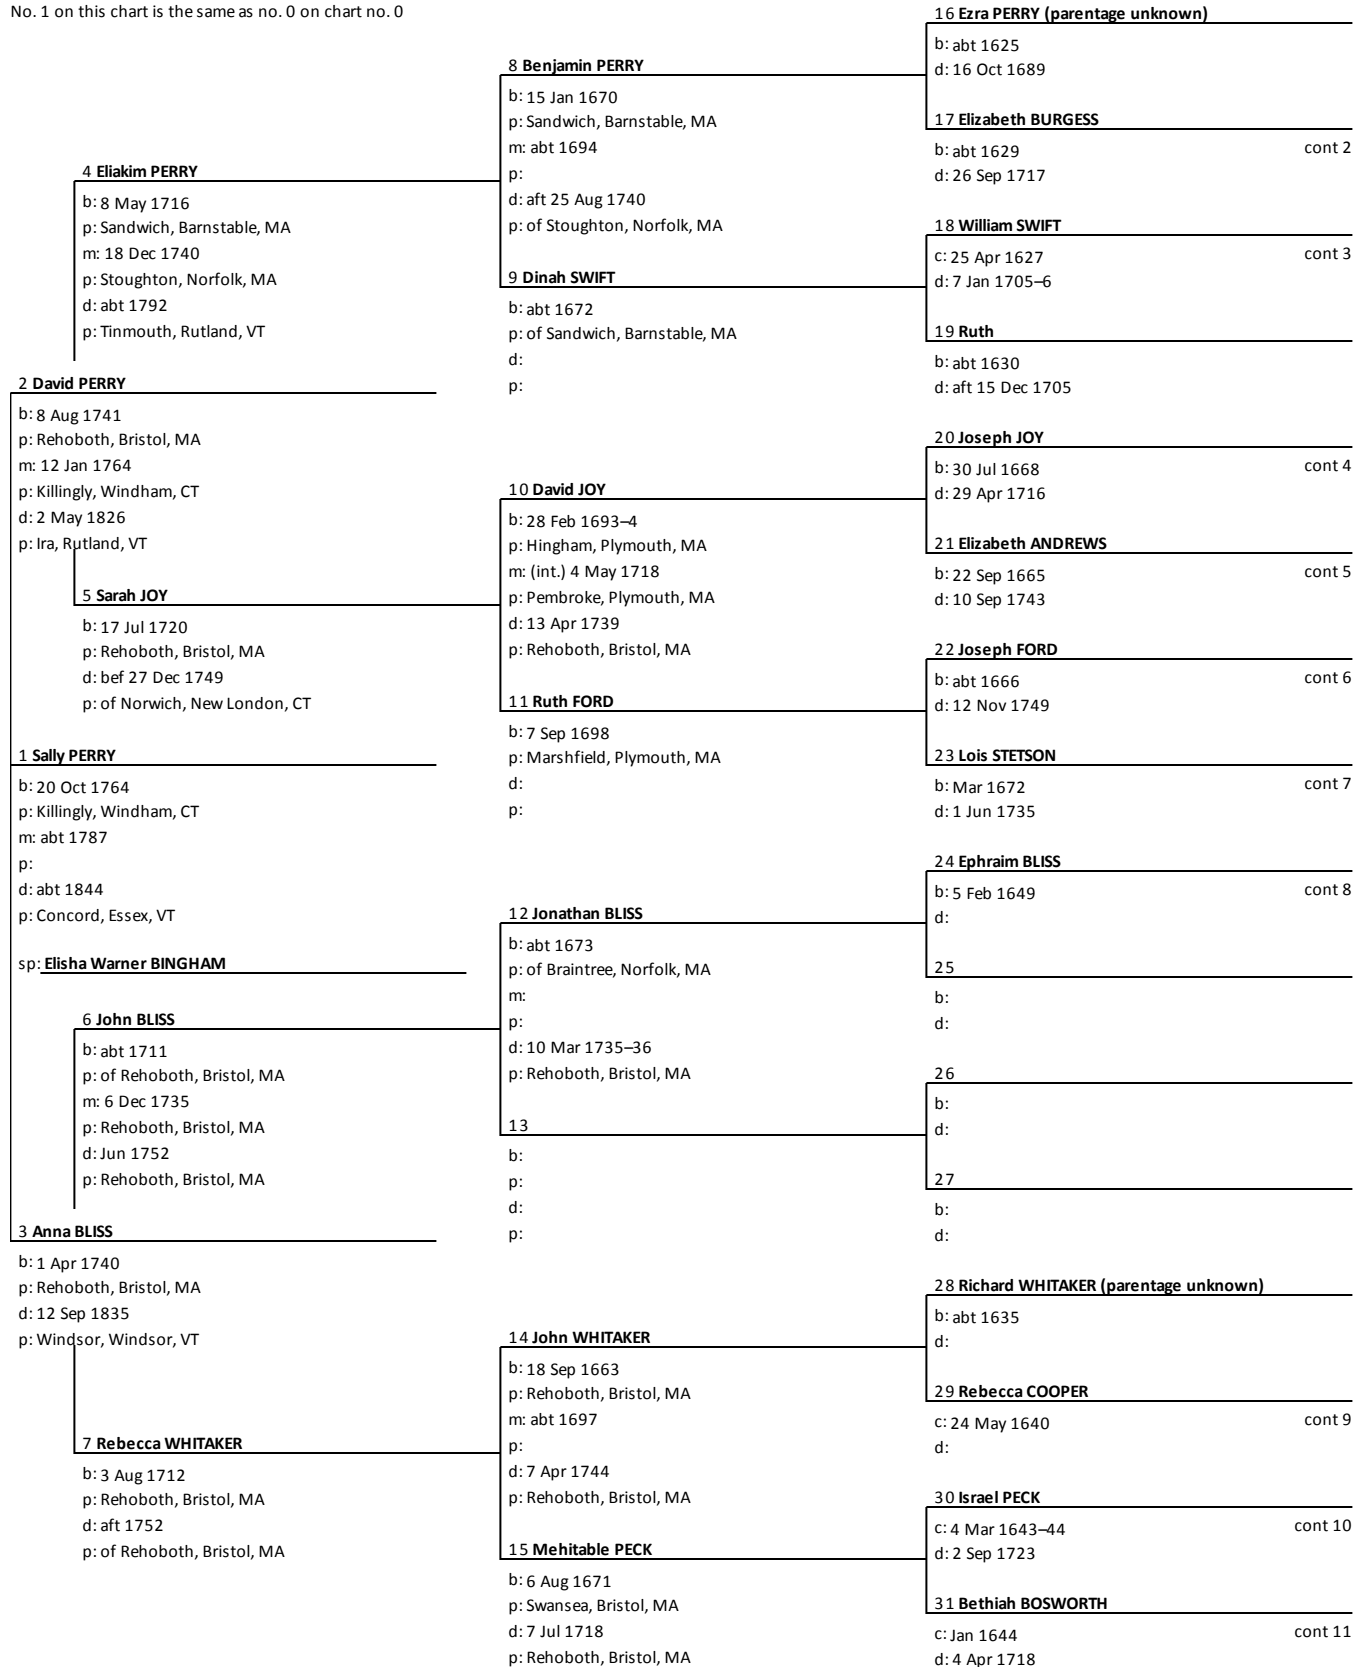 No. 1 on this chart is the same as no. 0 on chart no. 0
16 Ezra PERRY (parentage unknown)
b: abt 1625
d: 16 Oct 1689
8 Benjamin PERRY
b: 15 Jan 1670
p: Sandwich, Barnstable, MA
m: abt 1694
p:
d: aft 25 Aug 1740
p: of Stoughton, Norfolk, MA
17 Elizabeth BURGESS
b: abt 1629
cont 2
d: 26 Sep 1717
4 Eliakim PERRY
b: 8 May 1716
p: Sandwich, Barnstable, MA
m: 18 Dec 1740
p: Stoughton, Norfolk, MA
d: abt 1792
p: Tinmouth, Rutland, VT
18 William SWIFT
c: 25 Apr 1627
cont 3
d: 7 Jan 1705–6
9 Dinah SWIFT
b: abt 1672
p: of Sandwich, Barnstable, MA
d:
p:
19 Ruth
b: abt 1630
d: aft 15 Dec 1705
2 David PERRY
b: 8 Aug 1741
p: Rehoboth, Bristol, MA
m: 12 Jan 1764
p: Killingly, Windham, CT
d: 2 May 1826
p: Ira, Rutland, VT
20 Joseph JOY
b: 30 Jul 1668
cont 4
d: 29 Apr 1716
10 David JOY
b: 28 Feb 1693–4
p: Hingham, Plymouth, MA
m: (int.) 4 May 1718
p: Pembroke, Plymouth, MA
d: 13 Apr 1739
p: Rehoboth, Bristol, MA
21 Elizabeth ANDREWS
b: 22 Sep 1665
cont 5
d: 10 Sep 1743
5 Sarah JOY
b: 17 Jul 1720
p: Rehoboth, Bristol, MA
d: bef 27 Dec 1749
p: of Norwich, New London, CT
22 Joseph FORD
b: abt 1666
cont 6
d: 12 Nov 1749
11 Ruth FORD
b: 7 Sep 1698
p: Marshfield, Plymouth, MA
d:
p:
23 Lois STETSON
b: Mar 1672
cont 7
d: 1 Jun 1735
1 Sally PERRY
b: 20 Oct 1764
p: Killingly, Windham, CT
m: abt 1787
p:
d: abt 1844
p: Concord, Essex, VT
sp: Elisha Warner BINGHAM
24 Ephraim BLISS
b: 5 Feb 1649
cont 8
d:
12 Jonathan BLISS
b: abt 1673
p: of Braintree, Norfolk, MA
m:
p:
d: 10 Mar 1735–36
p: Rehoboth, Bristol, MA
25
b:
d:
6 John BLISS
b: abt 1711
p: of Rehoboth, Bristol, MA
m: 6 Dec 1735
p: Rehoboth, Bristol, MA
d: Jun 1752
p: Rehoboth, Bristol, MA
26
b:
d:
13
b:
p:
d:
p:
27
b:
d:
3 Anna BLISS
b: 1 Apr 1740
p: Rehoboth, Bristol, MA
d: 12 Sep 1835
p: Windsor, Windsor, VT
28 Richard WHITAKER (parentage unknown)
b: abt 1635
d:
14 John WHITAKER
b: 18 Sep 1663
p: Rehoboth, Bristol, MA
m: abt 1697
p:
d: 7 Apr 1744
p: Rehoboth, Bristol, MA
29 Rebecca COOPER
c: 24 May 1640
cont 9
d:
7 Rebecca WHITAKER
b: 3 Aug 1712
p: Rehoboth, Bristol, MA
d: aft 1752
p: of Rehoboth, Bristol, MA
30 Israel PECK
c: 4 Mar 1643–44
cont 10
d: 2 Sep 1723
15 Mehitable PECK
b: 6 Aug 1671
p: Swansea, Bristol, MA
d: 7 Jul 1718
p: Rehoboth, Bristol, MA
31 Bethiah BOSWORTH
c: Jan 1644
cont 11
d: 4 Apr 1718